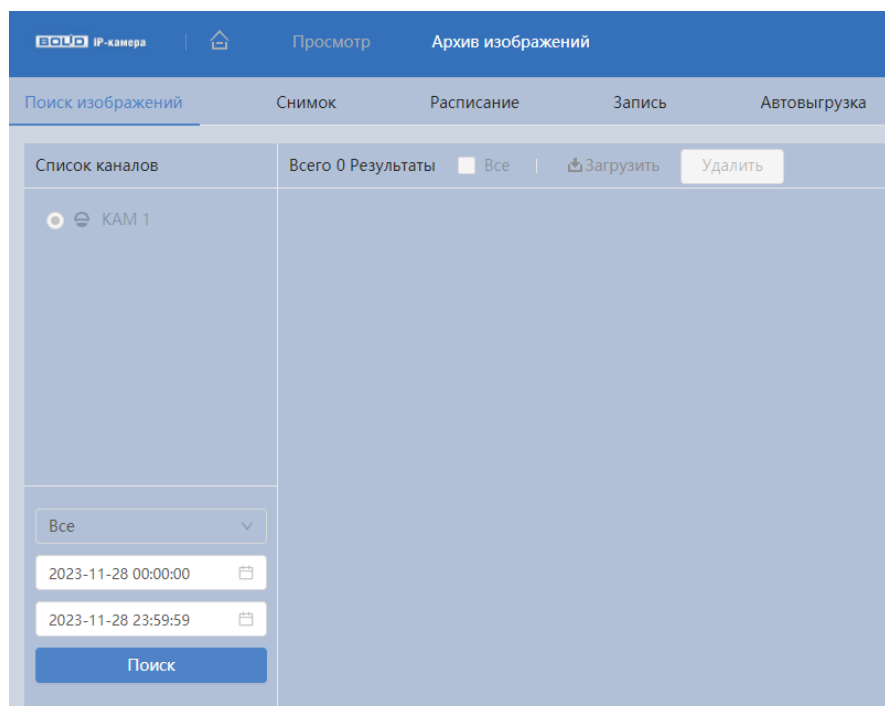 BOLID IP-камера Просмотр Архив изображений
Поиск изображений Снимок Расписание Запись Автовыгрузка
Список каналов Всего 0 Результаты Все Загрузить Удалить
КАМ 1
Все
2023-11-28 00:00:00
2023-11-28 23:59:59
Поиск